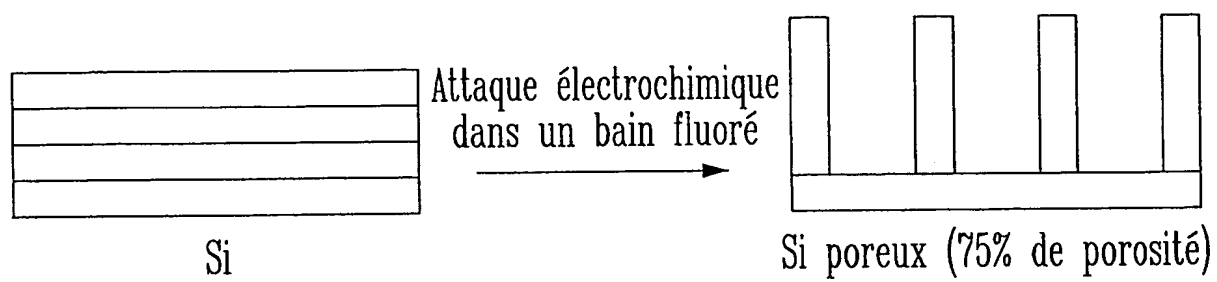 Attaque électrochimique
dans un bain fluoré
Si
Si poreux (75% de porosité)